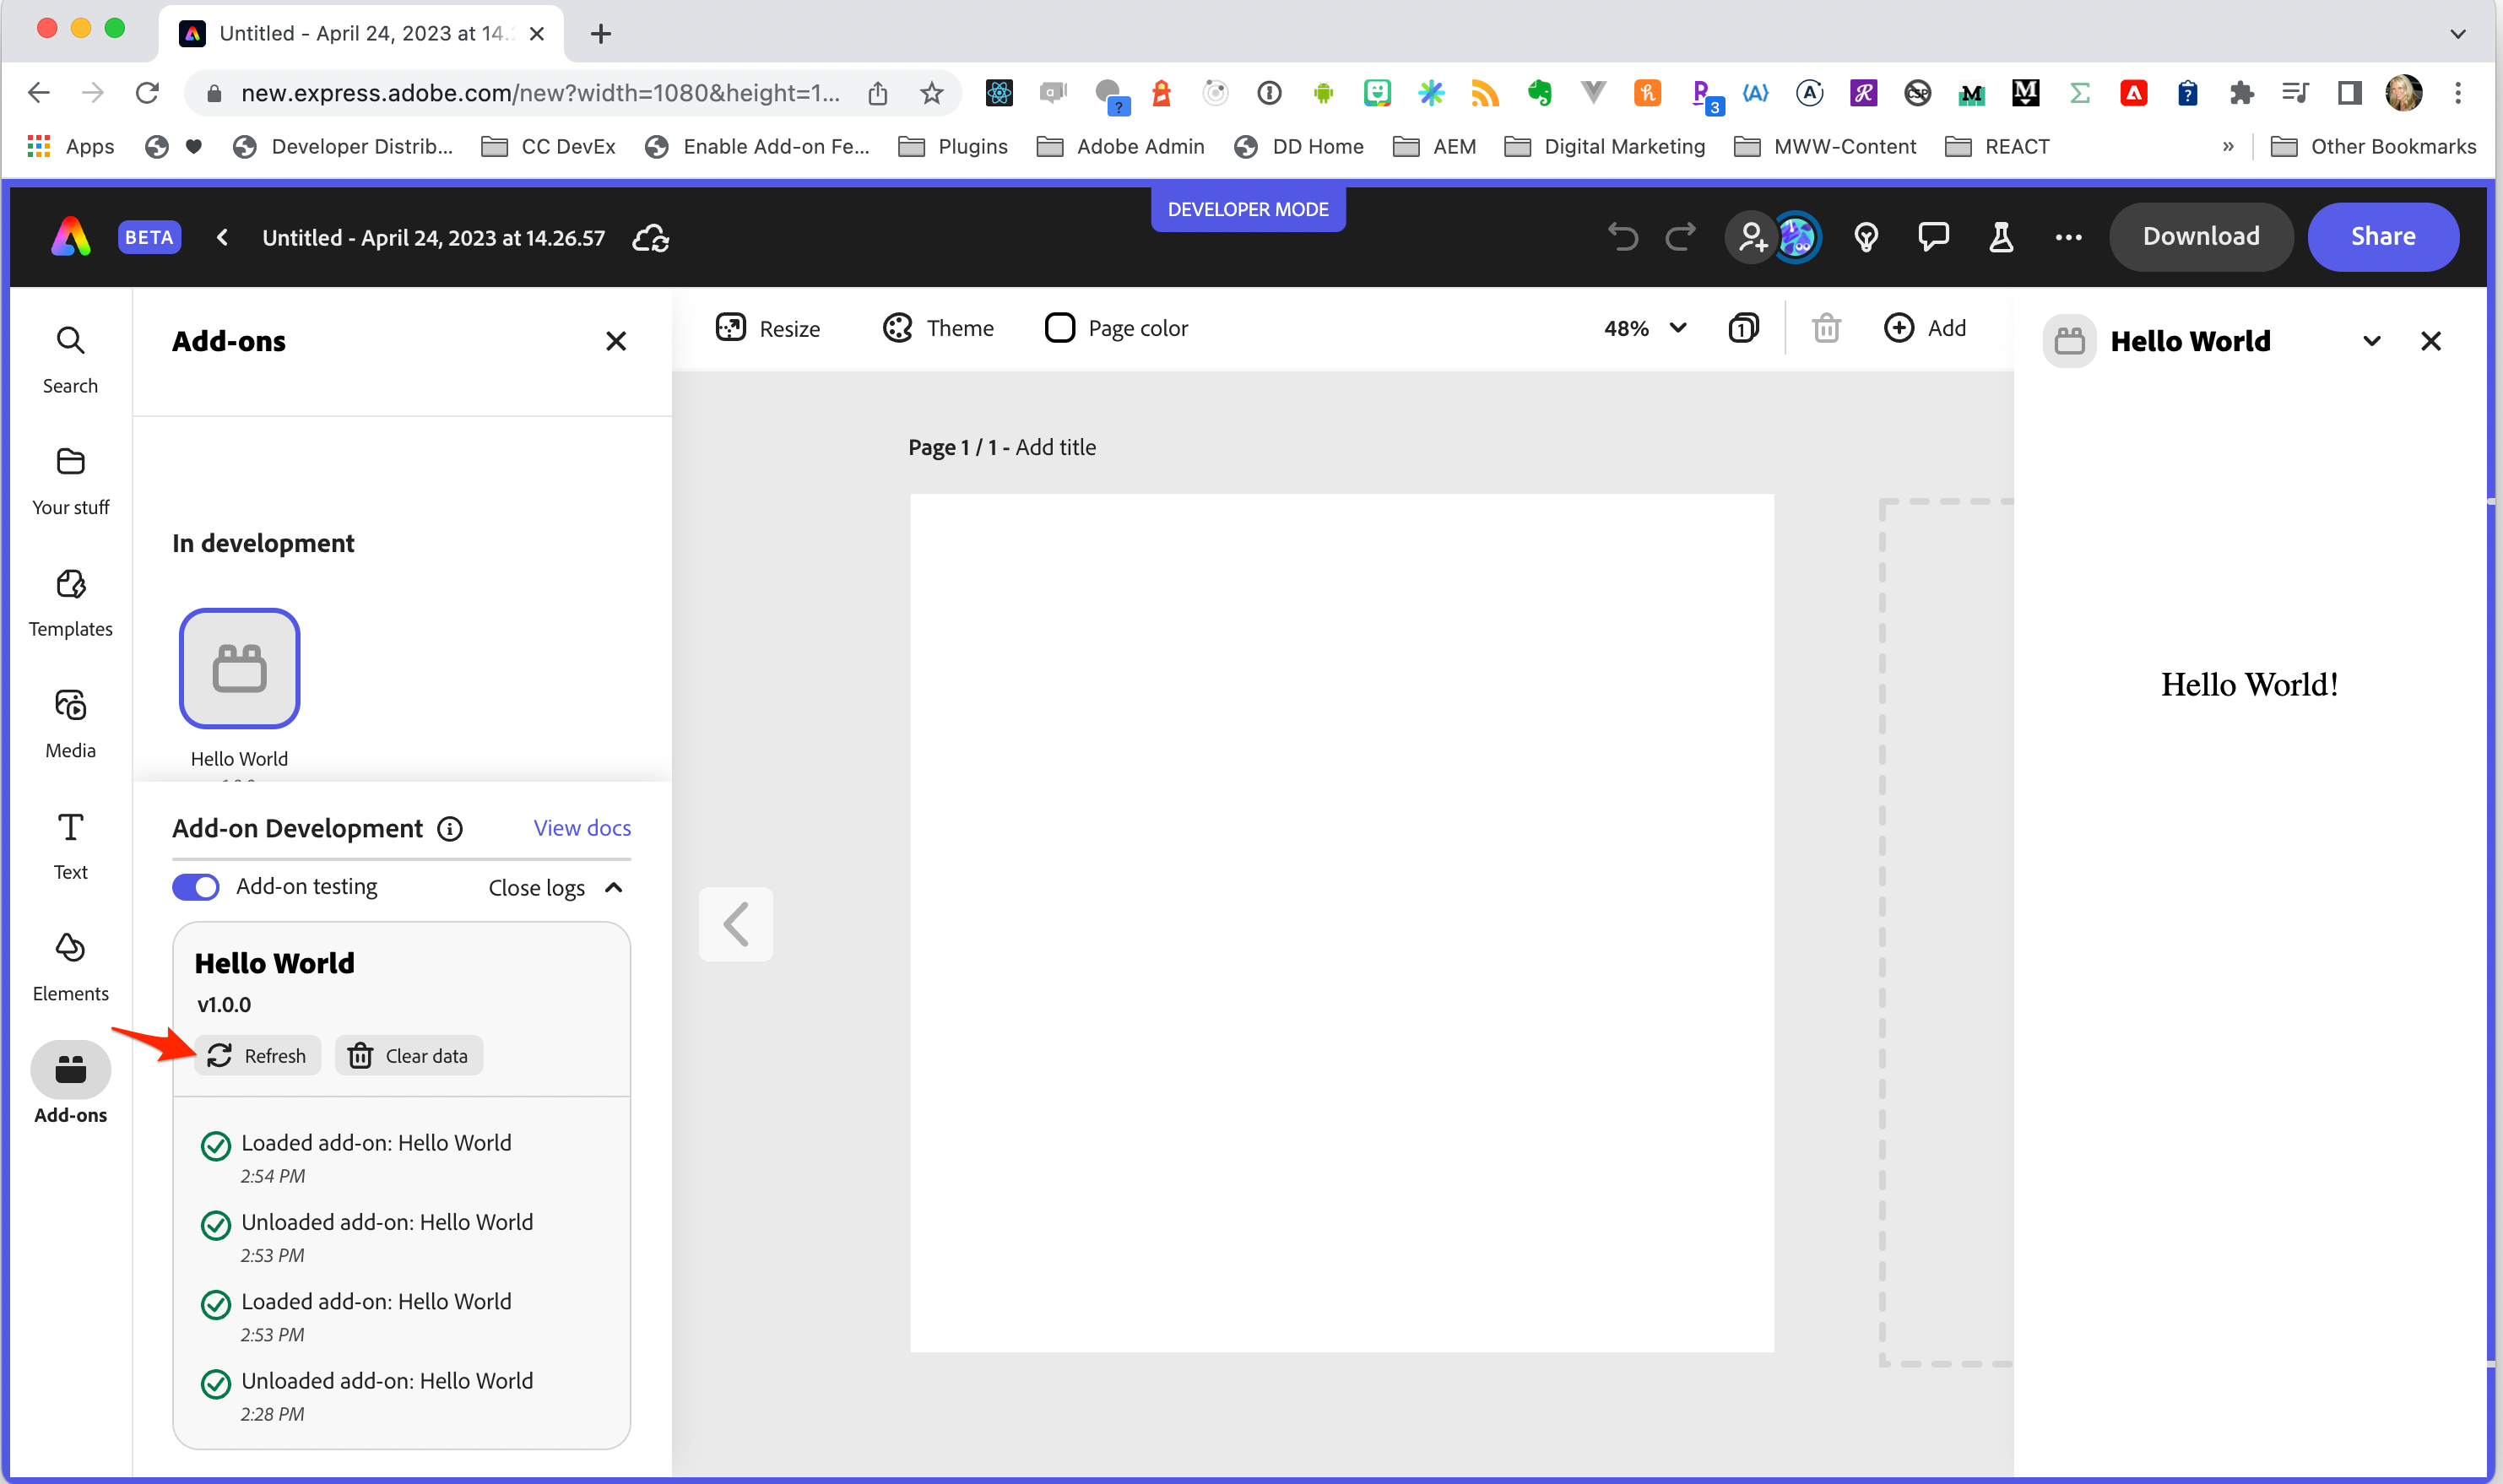 Untitled - April 24, 2023 at 14.
new.express.adobe.com/new?width=1080&height=1...
Apps
Developer Distrib...
CC DevEx
Enable Add-on Fe...
Plugins
Adobe Admin
DD Home
AEM
Digital Marketing
MWW-Content
REACT
»
Other Bookmarks
DEVELOPER MODE
BETA
Untitled - April 24, 2023 at 14.26.57
Download
Share
Search
Your stuff
Templates
Media
Text
Elements
Add-ons
Add-ons
In development
Hello World
Add-on Development
View docs
Add-on testing
Close logs
Hello World
v1.0.0
Refresh
Clear data
Loaded add-on: Hello World
2:54 PM
Unloaded add-on: Hello World
2:53 PM
Loaded add-on: Hello World
2:53 PM
Unloaded add-on: Hello World
2:28 PM
Resize
Theme
Page color
48%
1
Add
Page 1 / 1 - Add title
Hello World
Hello World!